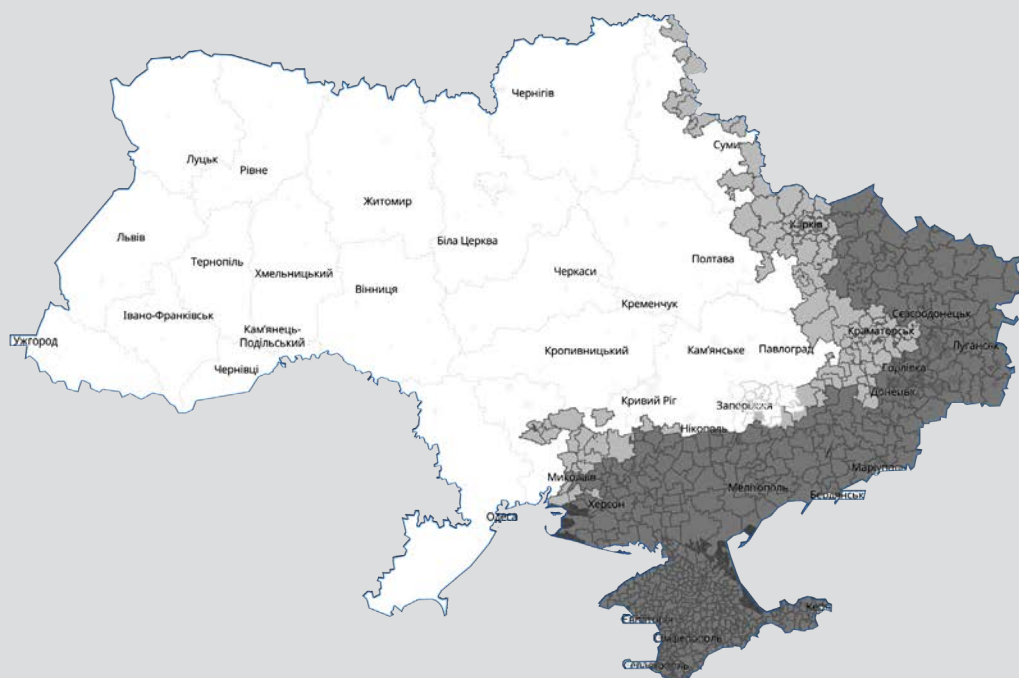 Чернігів
Суми
Луцьк
Рівне
Житомир
Харків
Львів
Біла Церква
Тернопіль
Хмельницький
Полтава
Черкаси
Вінниця
Кременчук
Івано-Франківськ
Сєвєродонецьк
Кам'янець-
Подільський
Краматорськ
Ужгород
Луганськ
Кропивницький
Кам'янське
Павлоград
Чернівці
Горлівка
Донецьк
Кривий Ріг
Запоріжжя
Нікополь
Маріуполь
Миколаїв
Мелітополь
Бердянськ
Херсон
Одеса
Керч
Євпаторія
Сімферополь
Севастополь